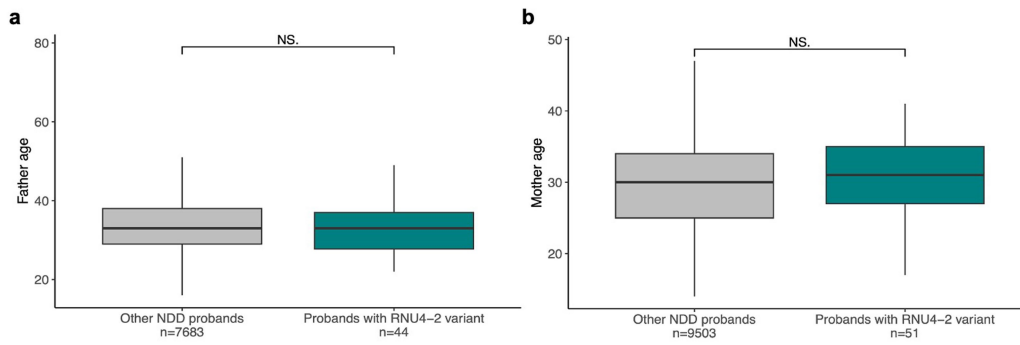 a
NS.
80
60
40
20
Father age
Other NDD probands
n=7683
Probands with RNU4−2 variant
n=44
b
NS.
50
40
30
20
Mother age
Other NDD probands
n=9503
Probands with RNU4−2 variant
n=51